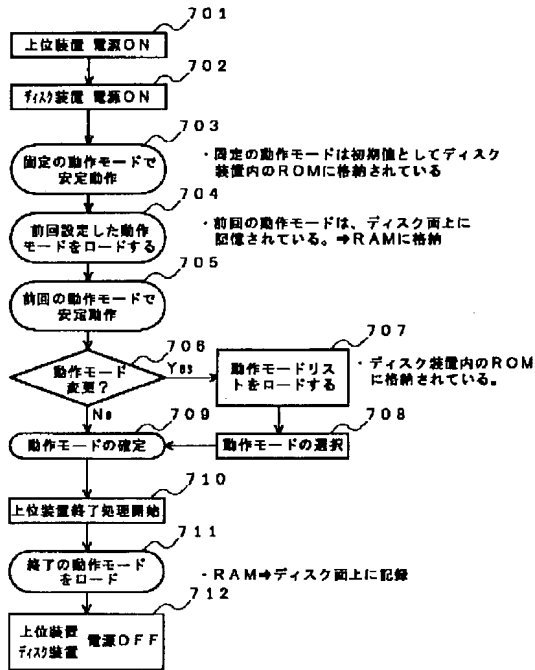 701
上位装置 電源ON
702
ディスク装置 電源ON
703
固定の動作モードで
安定動作
・固定の動作モードは初期値としてディスク
装置内のROMに格納されている
704
前回設定した動作
モードをロードする
・前回の動作モードは、ディスク面上に
記憶されている。⇒RAMに格納
705
前回の動作モードで
安定動作
706
動作モード
変更?
Yes
No
707
動作モードリス
トをロードする
・ディスク装置内のROM
に格納されている。
708
動作モードの選択
709
動作モードの確定
710
上位装置終了処理開始
711
終了の動作モード
をロード
・RAM⇒ディスク面上に記録
712
上位装置
ディスク装置
電源OFF